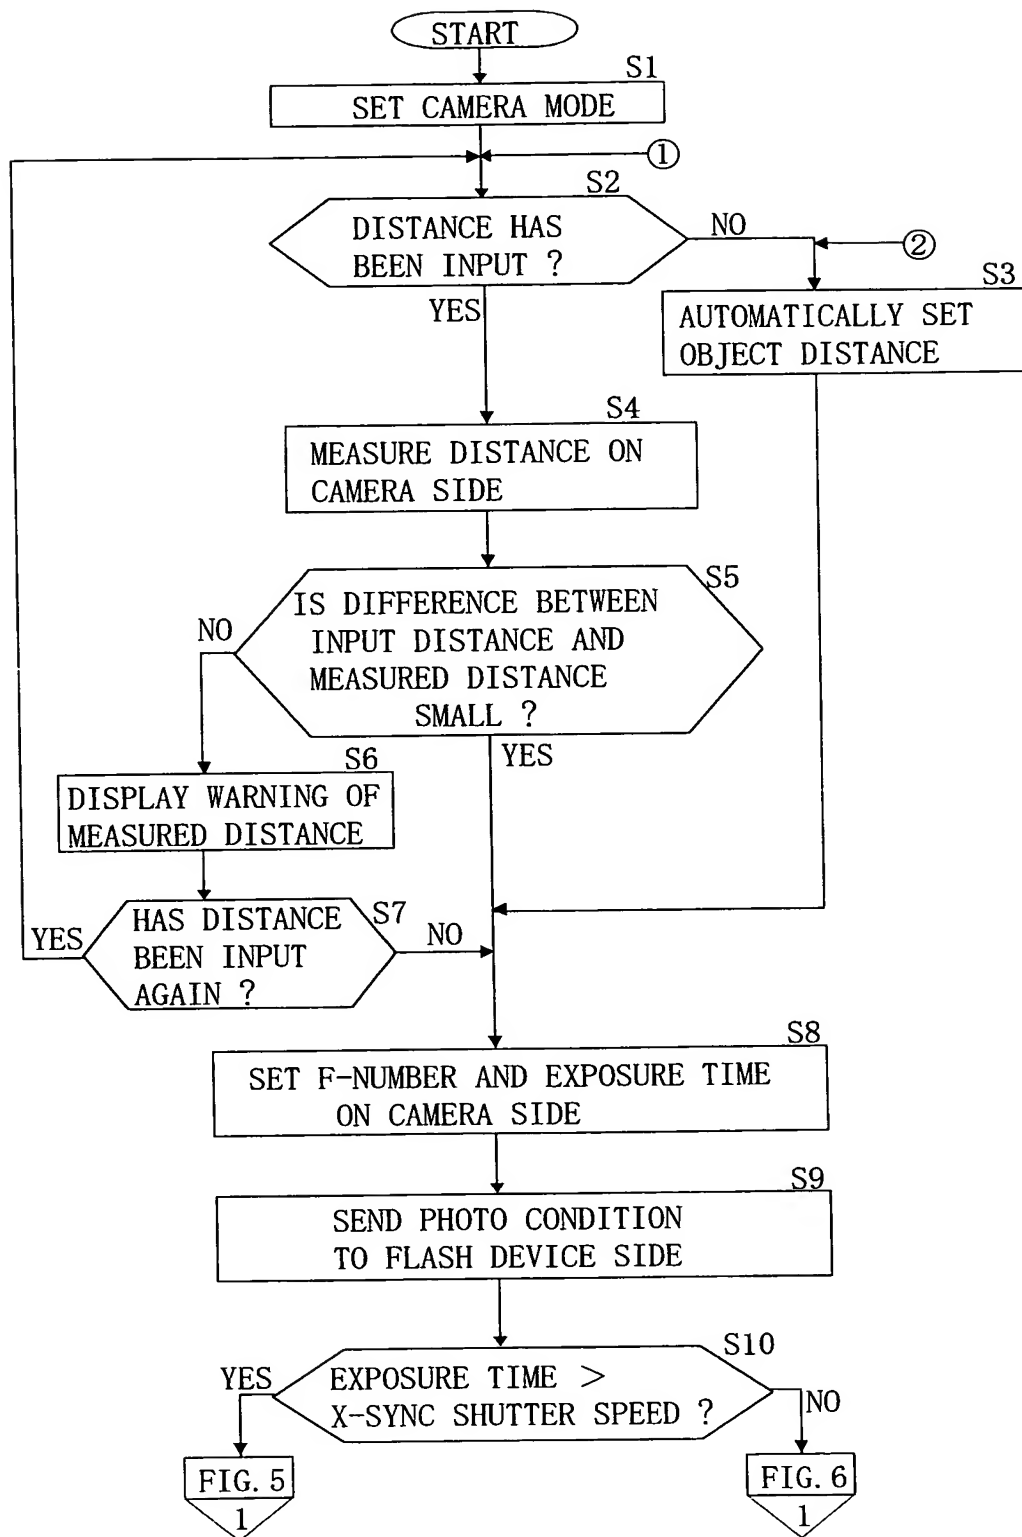 START
S1
SET CAMERA MODE
①
S2
DISTANCE HAS
BEEN INPUT ?
NO
②
YES
S3
AUTOMATICALLY SET
OBJECT DISTANCE
S4
MEASURE DISTANCE ON
CAMERA SIDE
S5
IS DIFFERENCE BETWEEN
INPUT DISTANCE AND
MEASURED DISTANCE
SMALL ?
NO
YES
S6
DISPLAY WARNING OF
MEASURED DISTANCE
S7
HAS DISTANCE
BEEN INPUT
AGAIN ?
YES
NO
S8
SET F-NUMBER AND EXPOSURE TIME
ON CAMERA SIDE
S9
SEND PHOTO CONDITION
TO FLASH DEVICE SIDE
S10
EXPOSURE TIME >
X-SYNC SHUTTER SPEED ?
YES
NO
FIG. 5
1
FIG. 6
1